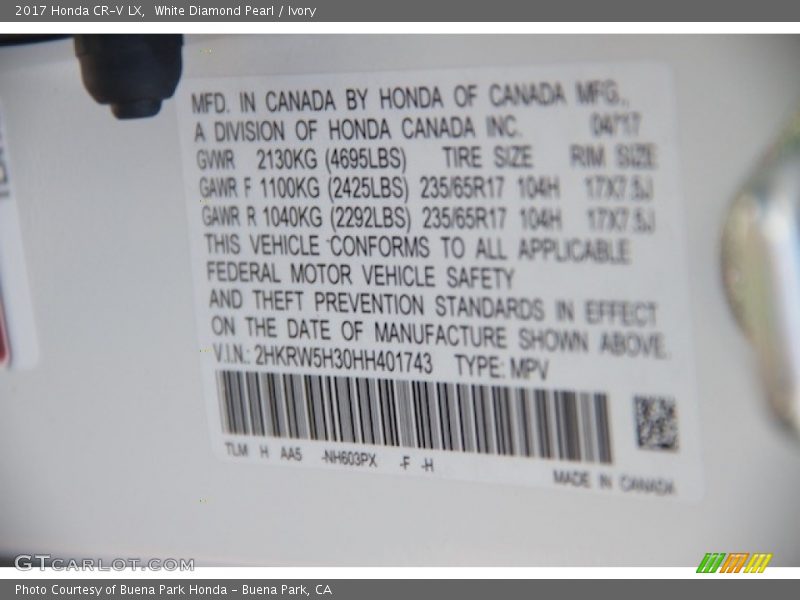 2017 Honda CR-V LX, White Diamond Pearl / Ivory
MFD. IN CANADA BY HONDA OF CANADA MFG.,
A DIVISION OF HONDA CANADA INC. 04/17
GVWR 2130KG (4695LBS) TIRE SIZE RIM SIZE
GAWR F 1100KG (2425LBS) 235/65R17 104H 17X7.5J
GAWR R 1040KG (2292LBS) 235/65R17 104H 17X7.5J
THIS VEHICLE CONFORMS TO ALL APPLICABLE
FEDERAL MOTOR VEHICLE SAFETY
AND THEFT PREVENTION STANDARDS IN EFFECT
ON THE DATE OF MANUFACTURE SHOWN ABOVE.
V.I.N.: 2HKRW5H30HH401743 TYPE: MPV
TLM H AA5 -NH603PX -F -H
MADE IN CANADA
GTCARLOT.COM
Photo Courtesy of Buena Park Honda - Buena Park, CA